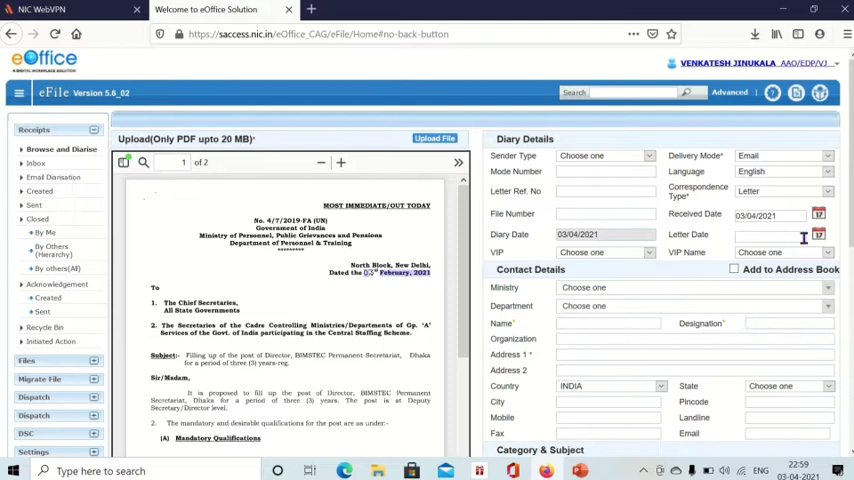 NIC WebVPN
Welcome to eOffice Solution
https://saccess.nic.in/eOffice_CAG/eFile/Home#no-back-button
eOffice
A DIGITAL WORKPLACE SOLUTION
VENKATESH JINUKALA AAO/EDP/VJ
eFile Version 5.6_02
Search
Advanced
Receipts
Browse and Diarise
Inbox
Email Diarisation
Created
Sent
Closed
By Me
By Others
(Hierarchy)
By others(All)
Acknowledgement
Created
Sent
Recycle Bin
Initiated Action
Files
Migrate File
Dispatch
Dispatch
DSC
Settings
Upload(Only PDF upto 20 MB)*
Upload File
1 of 2
MOST IMMEDIATE/OUT TODAY
No. 4/7/2019-FA (UN)
Government of India
Ministry of Personnel, Public Grievances and Pensions
Department of Personnel & Training
*********
North Block, New Delhi,
Dated the February, 2021
To
1. The Chief Secretaries,
All State Governments
2. The Secretaries of the Cadre Controlling Ministries/Departments of Gp. 'A'
Services of the Govt. of India participating in the Central Staffing Scheme.
Subject:- Filling up of the post of Director, BIMSTEC Permanent Secretariat, Dhaka
for a period of three (3) years-reg.
Sir/Madam,
It is proposed to fill up the post of Director, BIMSTEC Permanent
Secretariat, Dhaka for a period of three (3) years. The post is at Deputy
Secretary/Director level.
2. The mandatory and desirable qualifications for the post are as under:-
(A) Mandatory Qualifications
Diary Details
Sender Type Choose one Delivery Mode* Email
Mode Number Language English
Letter Ref. No Correspondence Type* Letter
File Number Received Date 03/04/2021
Diary Date 03/04/2021 Letter Date
VIP Choose one VIP Name Choose one
Contact Details Add to Address Book
Ministry Choose one
Department Choose one
Name* Designation*
Organization
Address 1 *
Address 2
Country INDIA State Choose one
City Pincode
Mobile Landline
Fax Email
Category & Subject
Type here to search
ENG
22:59
03-04-2021